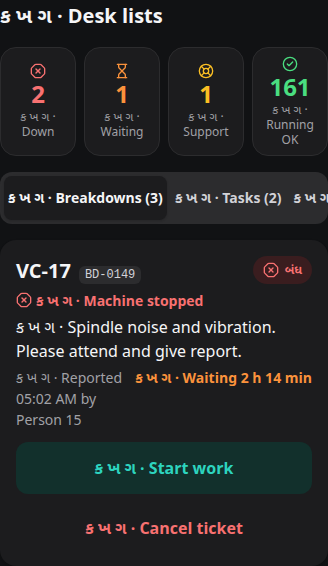 ક ખ ગ · Desk lists
2
ક ખ ગ ·
Down
1
ક ખ ગ ·
Waiting
1
ક ખ ગ ·
Support
161
ક ખ ગ ·
Running
OK
ક ખ ગ · Breakdowns (3)
ક ખ ગ · Tasks (2)
ક ખ ગ
VC-17
BD-0149
બંધ
ક ખ ગ · Machine stopped
ક ખ ગ · Spindle noise and vibration.
Please attend and give report.
ક ખ ગ · Reported
05:02 AM by
Person 15
ક ખ ગ · Waiting 2 h 14 min
ક ખ ગ · Start work
ક ખ ગ · Cancel ticket